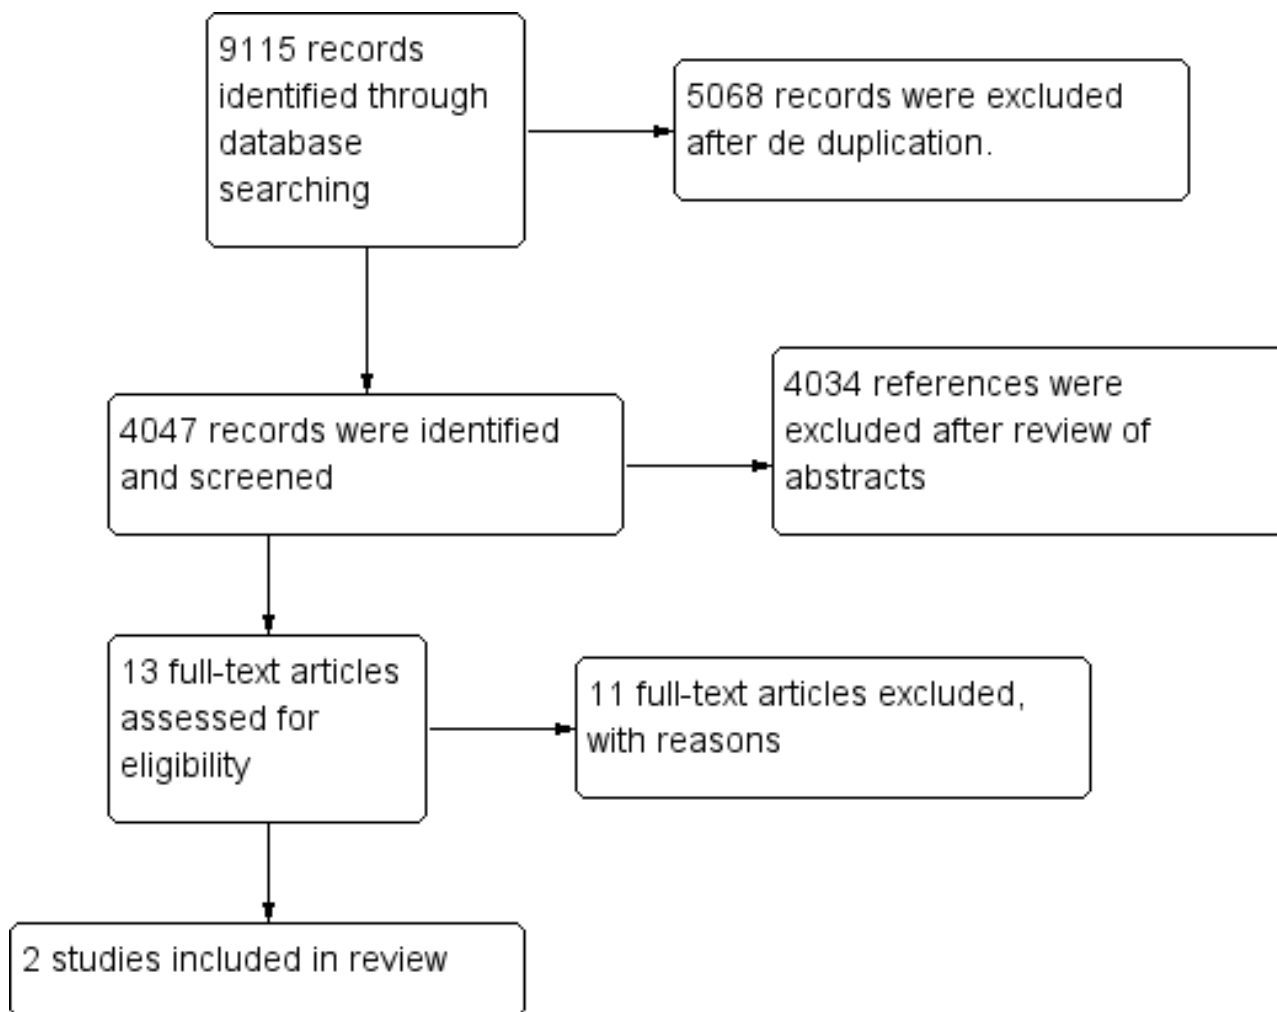 9115 records
identified through
database
searching
5068 records were excluded
after de duplication.
4047 records were identified
and screened
4034 references were
excluded after review of
abstracts
13 full-text articles
assessed for
eligibility
11 full-text articles excluded,
with reasons
2 studies included in review